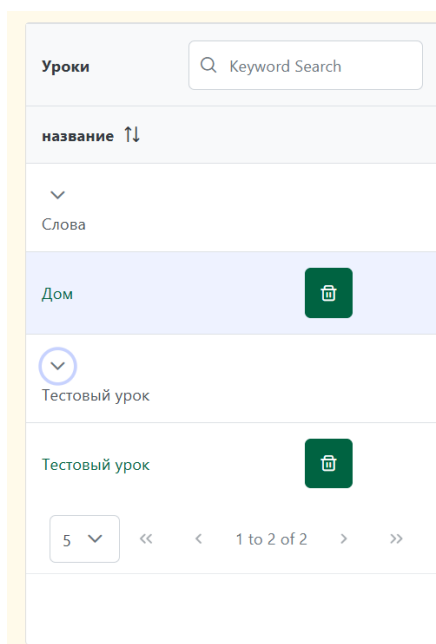 Уроки
Keyword Search
название
Слова
Дом
Тестовый урок
Тестовый урок
5
1 to 2 of 2